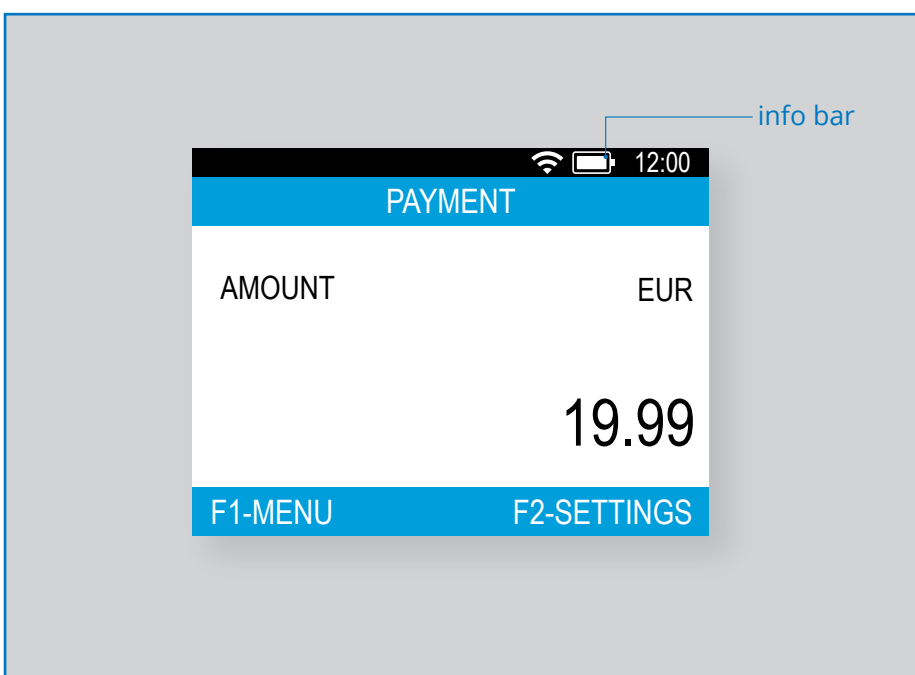 info bar
12:00
PAYMENT
AMOUNT EUR
19.99
F1-MENU F2-SETTINGS